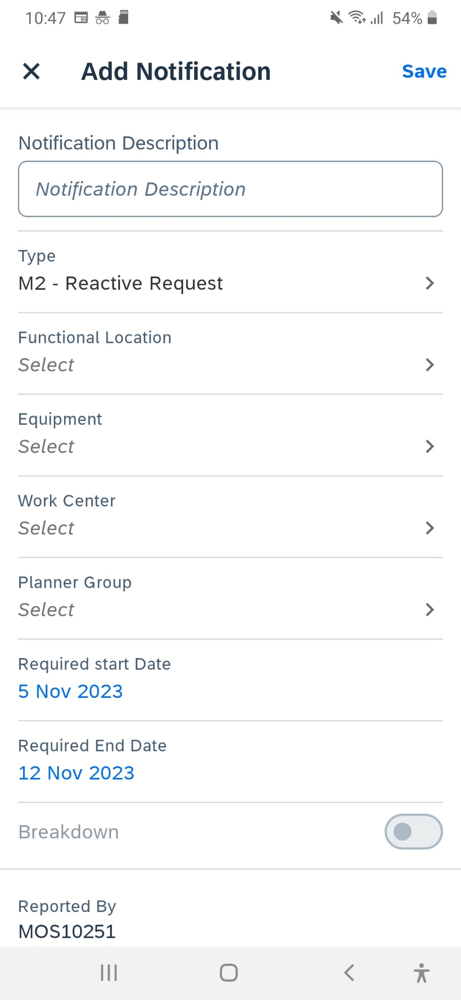 10:47
54%
Add Notification
Save
Notification Description
Notification Description
Type
M2 - Reactive Request
Functional Location
Select
Equipment
Select
Work Center
Select
Planner Group
Select
Required start Date
5 Nov 2023
Required End Date
12 Nov 2023
Breakdown
Reported By
MOS10251